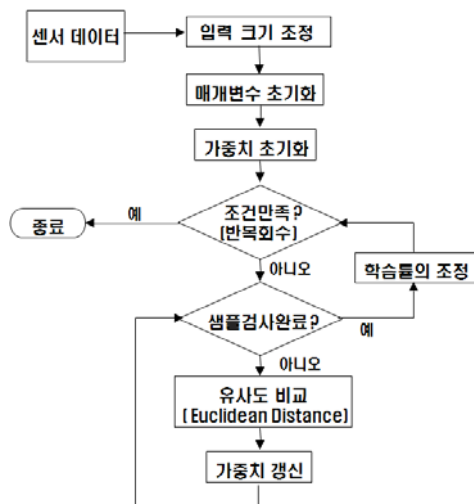 센서 데이터
입력 크기 조정
매개변수 초기화
가중치 초기화
조건만족?
(반목회수)
예
종료
아니오
학습률의 조정
샘플검사완료?
예
아니오
유사도 비교
( Euclidean Distance)
가중치 갱신